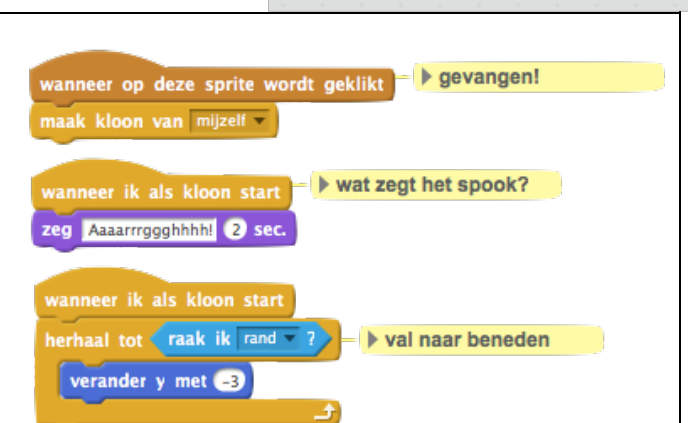 wanneer op deze sprite wordt geklikt gevangen!
maak kloon van mijzelf
wanneer ik als kloon start wat zegt het spook?
zeg Aaaarrrggghhhh! 2 sec.
wanneer ik als kloon start
herhaal tot raak ik rand ? val naar beneden
verander y met -3